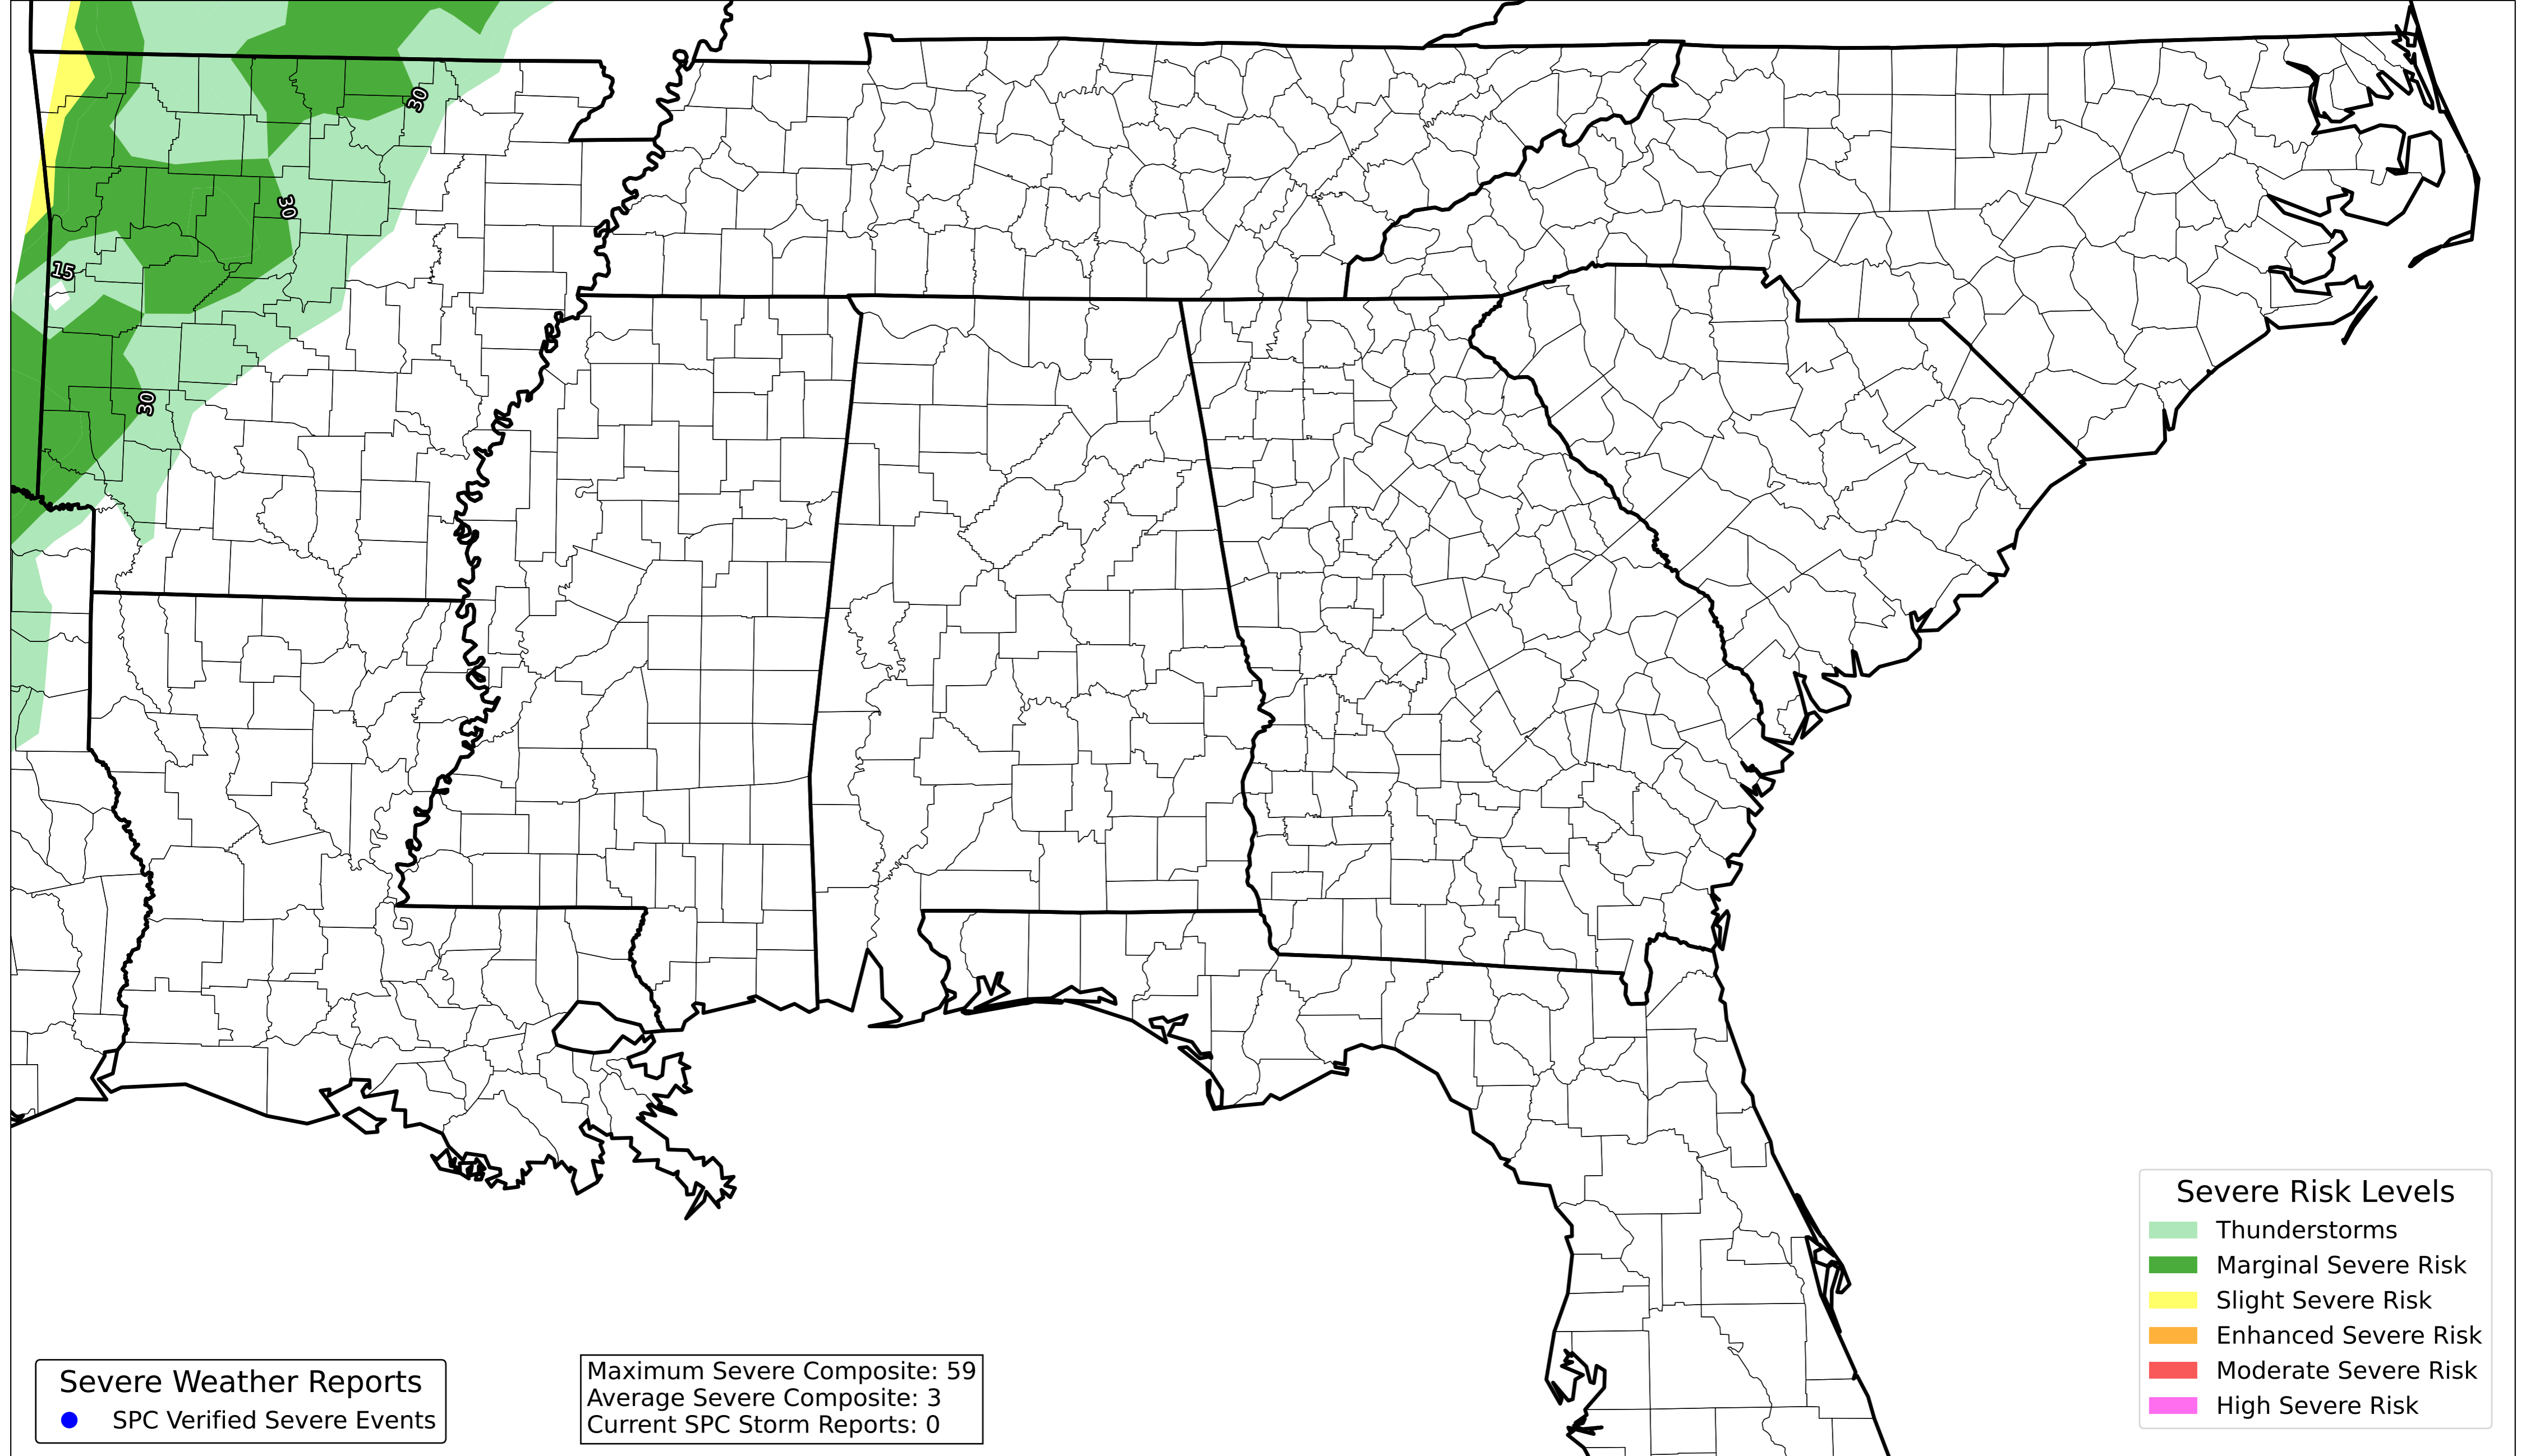 30
30
15
30
Severe Risk Levels
Thunderstorms
Marginal Severe Risk
Slight Severe Risk
Enhanced Severe Risk
Moderate Severe Risk
High Severe Risk
Severe Weather Reports
SPC Verified Severe Events
Maximum Severe Composite: 59
Average Severe Composite: 3
Current SPC Storm Reports: 0